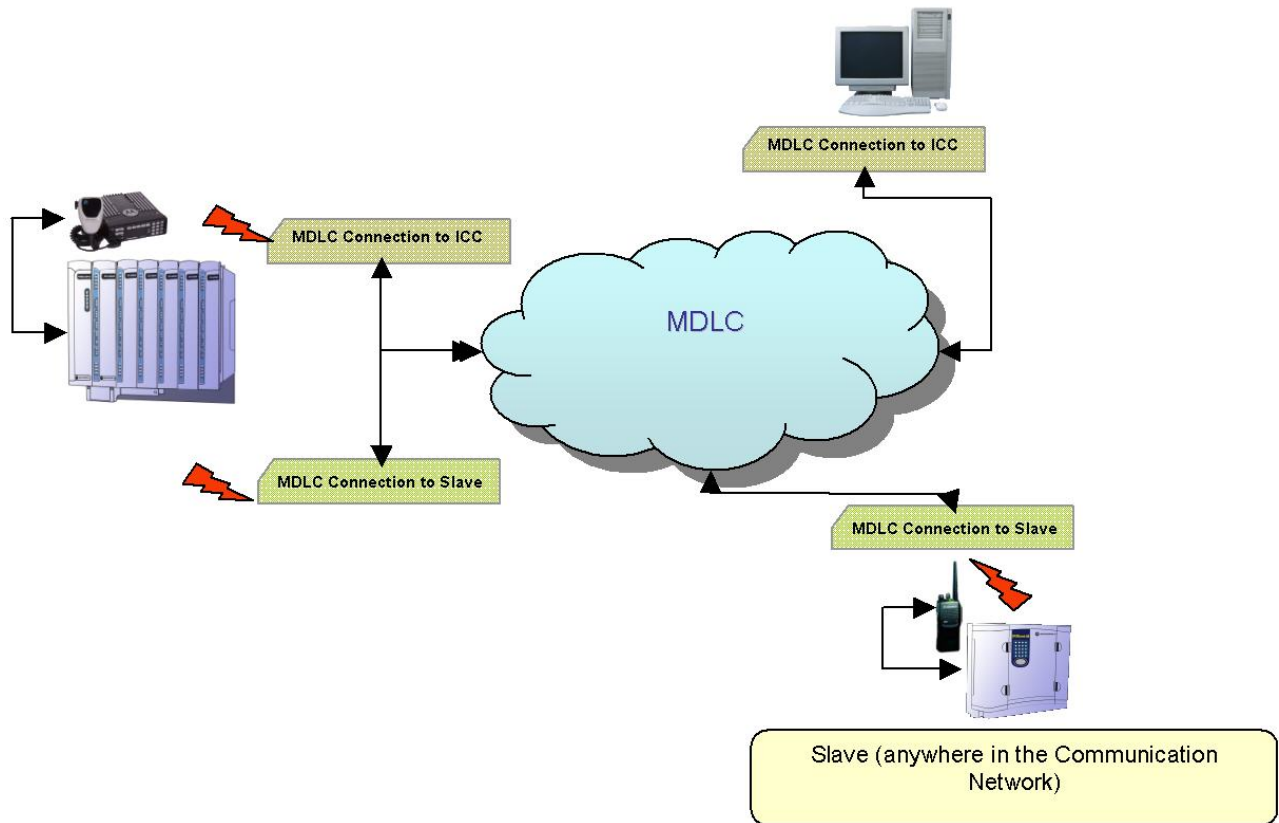 MDLC Connection to ICC
MDLC Connection to ICC
MDLC
MDLC Connection to Slave
MDLC Connection to Slave
Slave (anywhere in the Communication
Network)